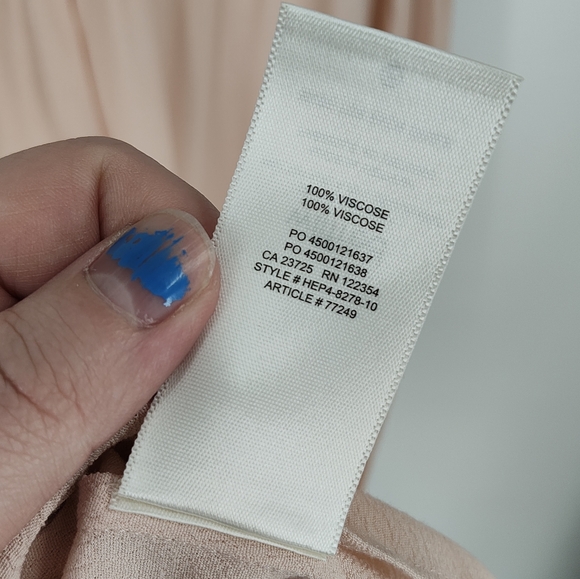 100% VISCOSE
100% VISCOSE
PO 4500121637
PO 4500121638
CA 23725 RN 122354
STYLE # HEP4-8278-10
ARTICLE # 77249